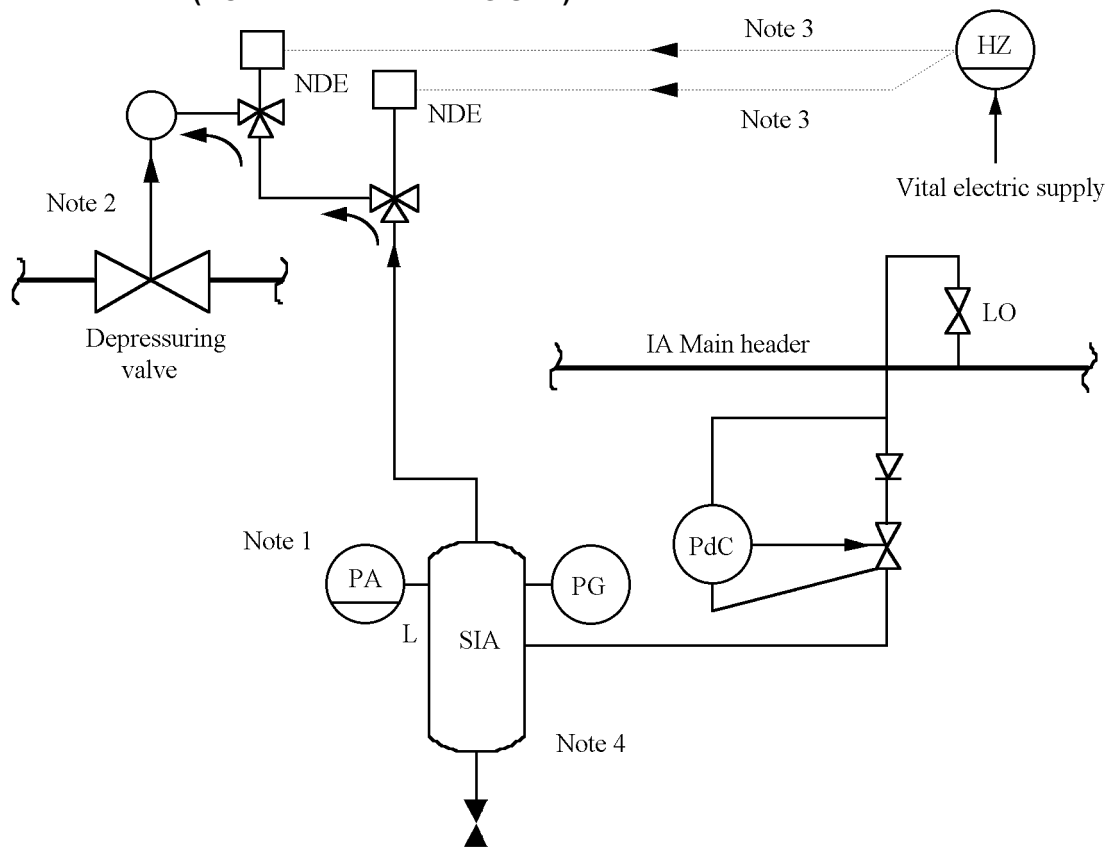 Note 3
HZ
NDE
NDE
Note 3
Vital electric supply
Note 2
LO
Depressuring
valve
IA Main header
Note 1
PdC
PA
PG
L
SIA
Note 4